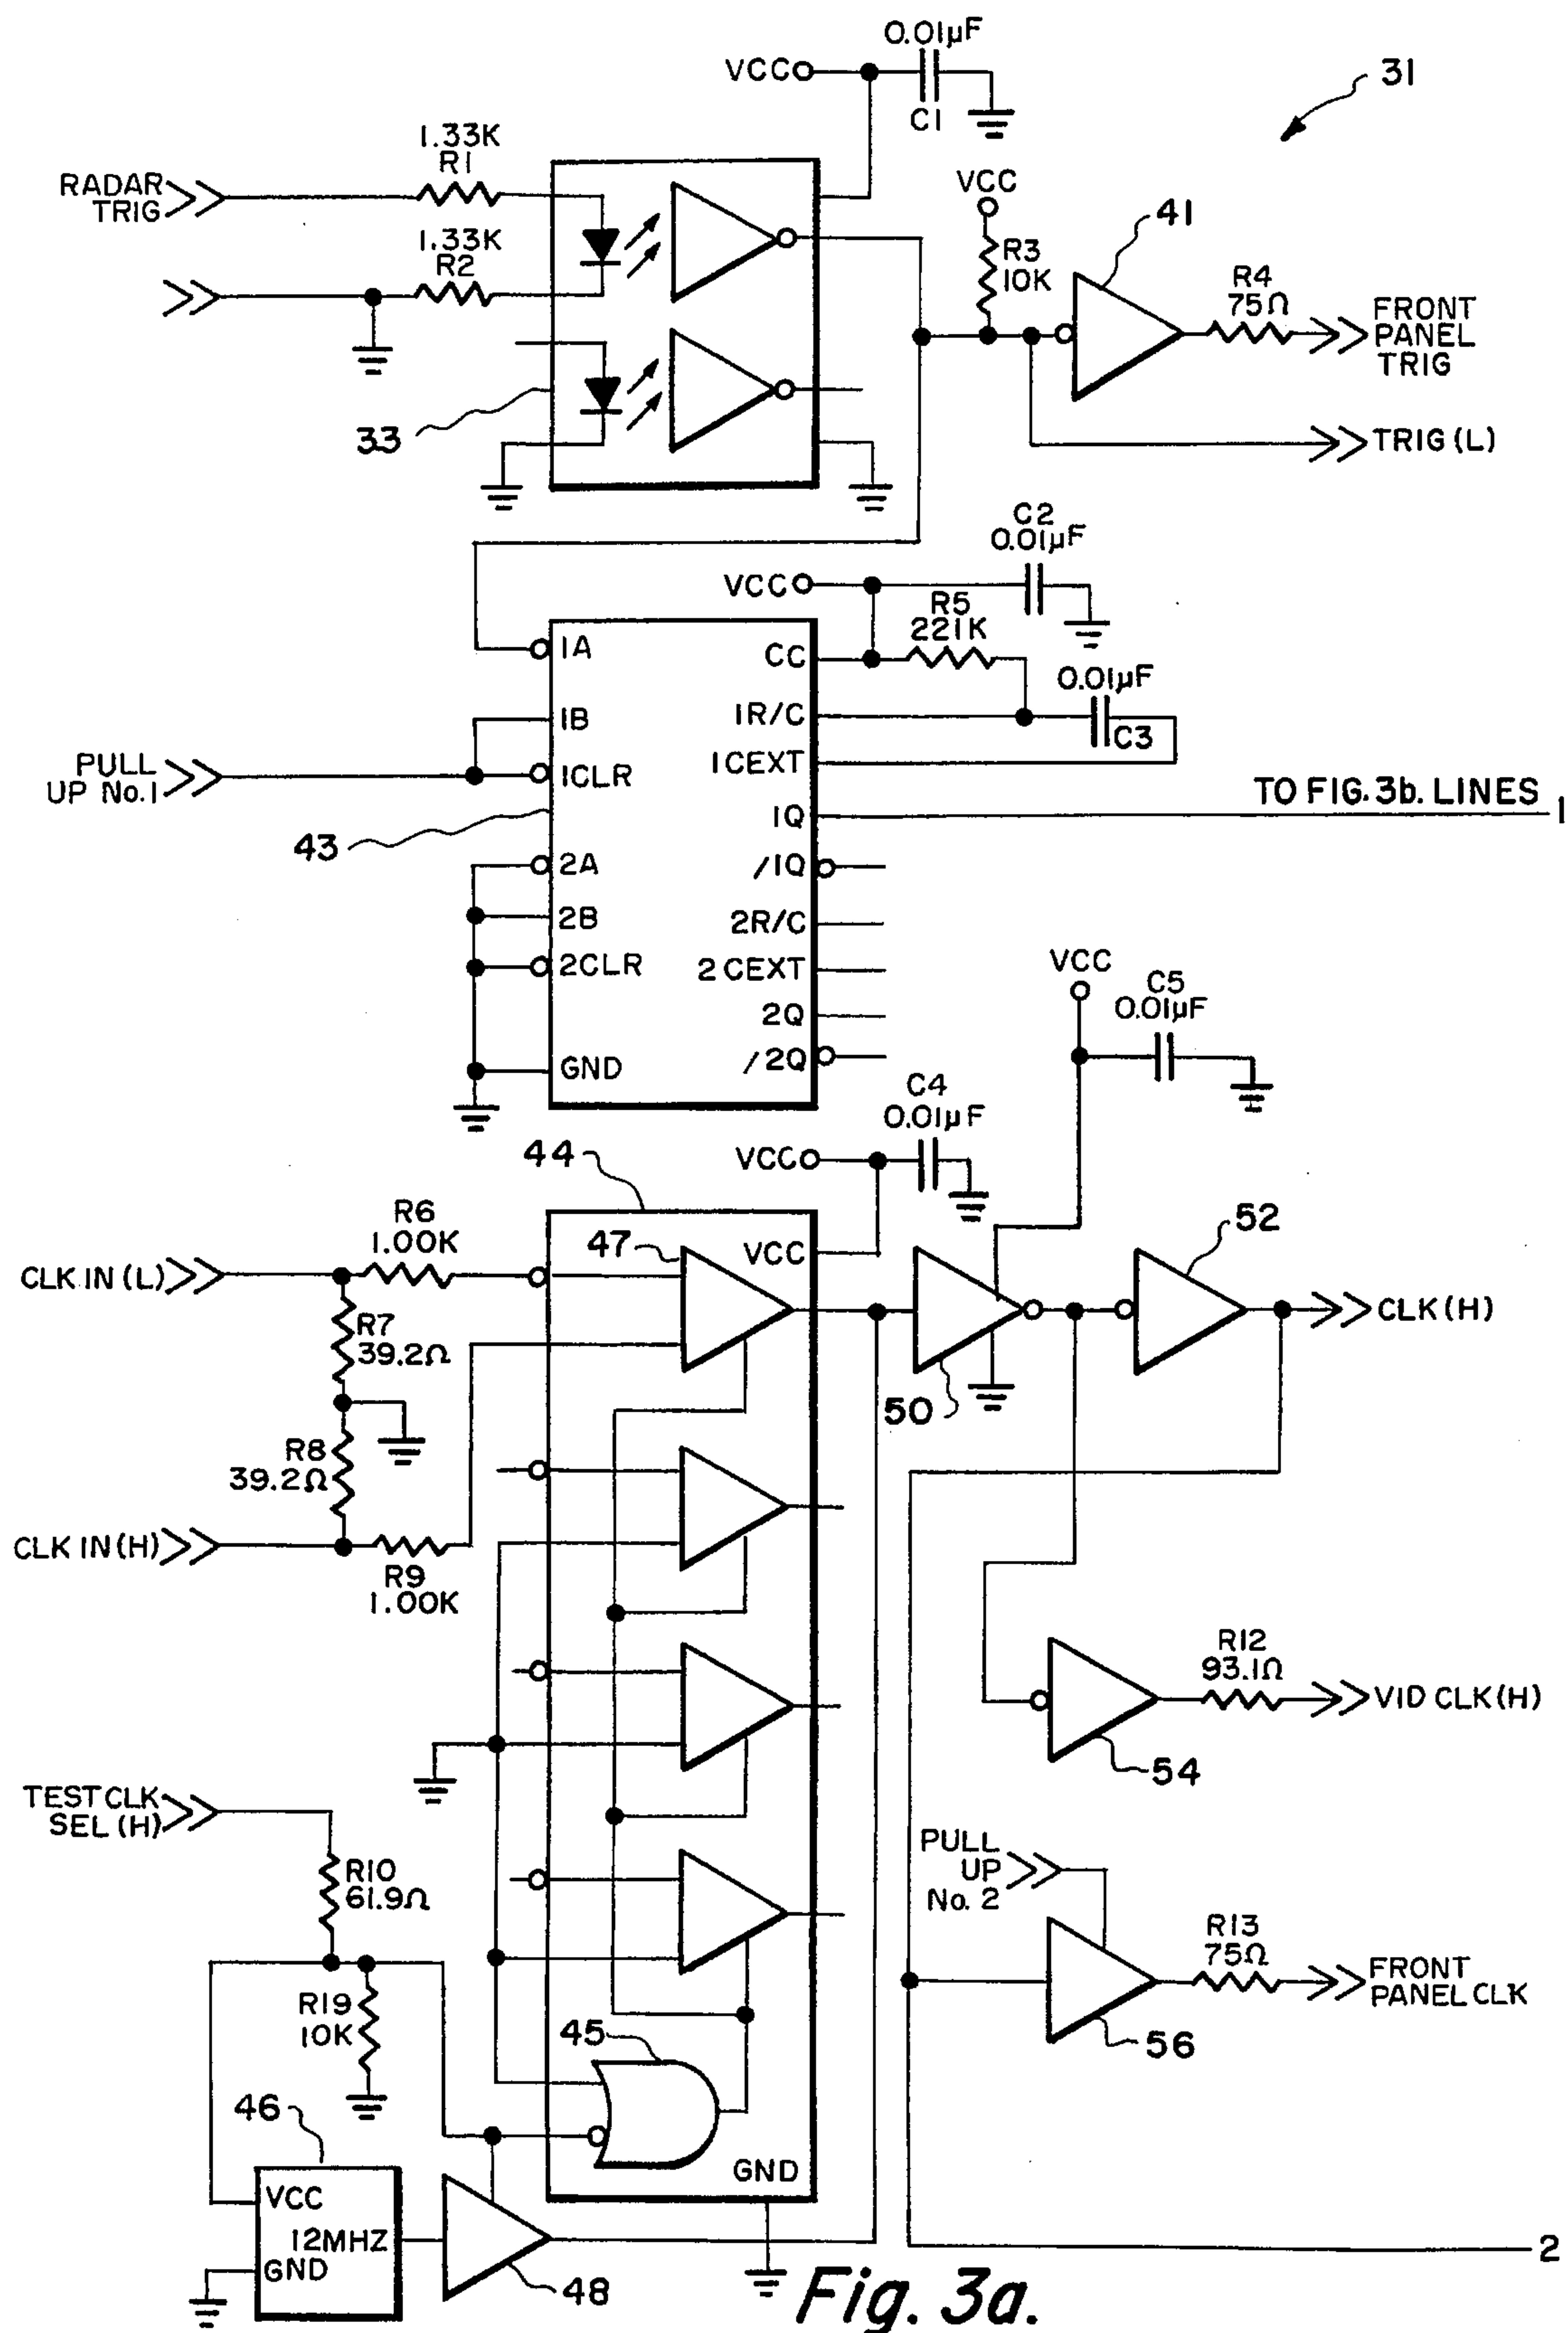 0.01µF
VCC
C1
31
1.33K
R1
RADAR
TRIG
1.33K
R2
VCC
R3
10K
41
R4
75Ω
FRONT
PANEL
TRIG
33
TRIG (L)
C2
0.01µF
VCC
R5
221K
1A
CC
0.01µF
1B
1R/C
C3
PULL
UP No.1
1CLR
1CEXT
TO FIG. 3b. LINES
1Q
1
43
2A
/1Q
2B
2R/C
2CLR
2CEXT
VCC
C5
0.01µF
2Q
GND
/2Q
C4
0.01µF
44
VCC
R6
1.00K
47
VCC
52
CLK IN (L)
CLK (H)
R7
39.2Ω
50
R8
39.2Ω
CLK IN (H)
R9
1.00K
R12
93.1Ω
VID CLK (H)
54
TEST CLK
SEL (H)
R10
61.9Ω
PULL
UP
No. 2
R13
75Ω
FRONT
PANEL CLK
R19
10K
45
56
46
GND
VCC
12MHZ
GND
2
48
Fig. 3a.